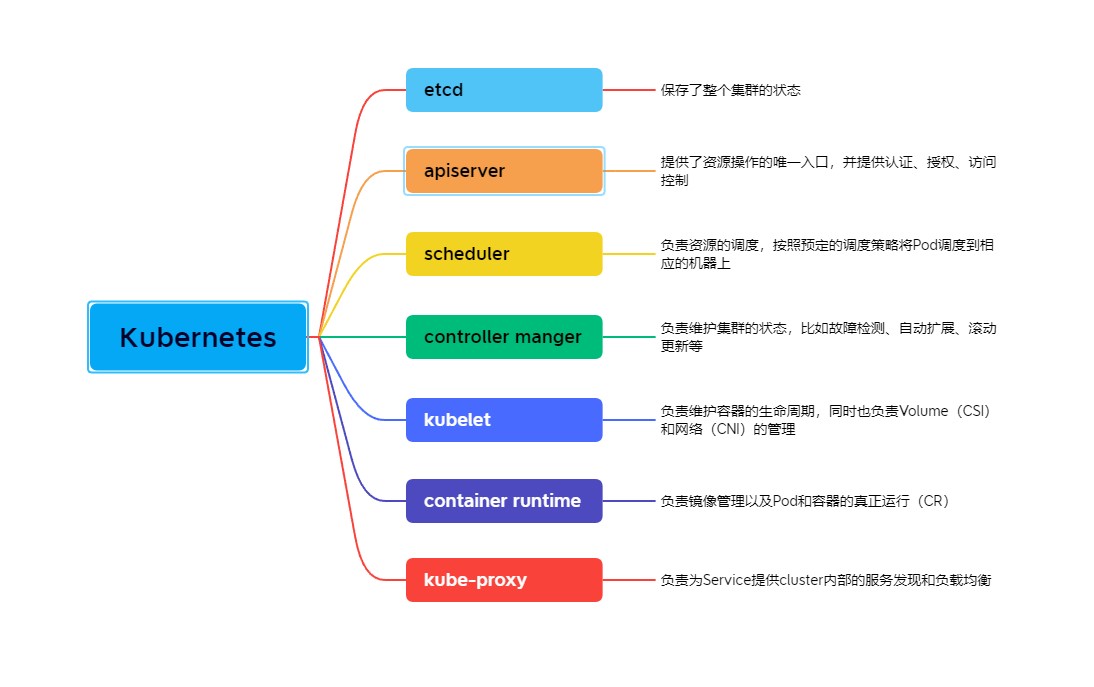 etcd
保存了整个集群的状态
apiserver
提供了资源操作的唯一入口，并提供认证、授权、访问
控制
scheduler
负责资源的调度，按照预定的调度策略将Pod调度到相
应的机器上
Kubernetes
controller manger
负责维护集群的状态，比如故障检测、自动扩展、滚动
更新等
kubelet
负责维护容器的生命周期，同时也负责Volume（CSI）
和网络（CNI）的管理
container runtime
负责镜像管理以及Pod和容器的真正运行（CR）
kube-proxy
负责为Service提供cluster内部的服务发现和负载均衡